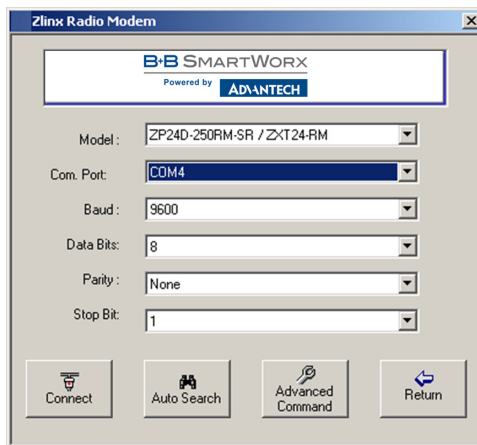 Zlinx Radio Modem
B+B SMARTWORX
Powered by ADVANTECH
Model : ZP24D-250RM-SR / ZXT24-RM
Com. Port: COM4
Baud : 9600
Data Bits: 8
Parity : None
Stop Bit: 1
Connect Auto Search Advanced Command Return